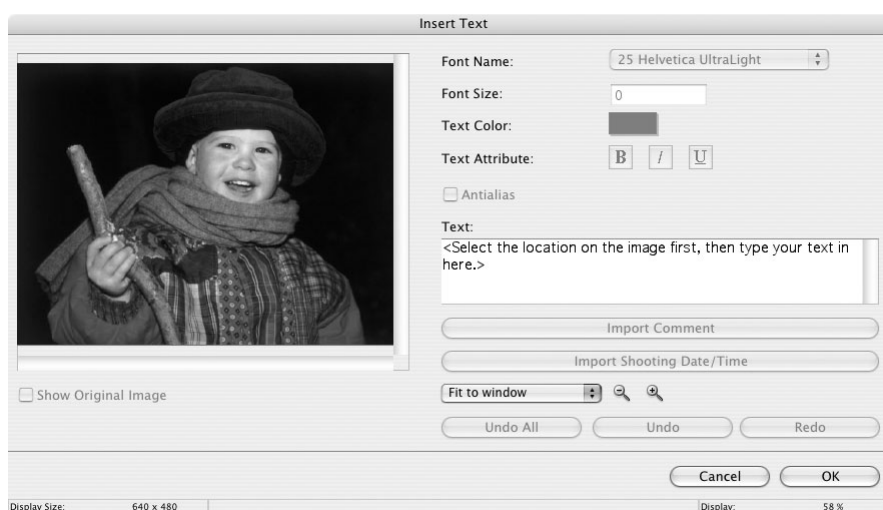 Insert Text
Font Name:
25 Helvetica UltraLight
Font Size:
0
Text Color:
Text Attribute:
B I U
Antialias
Text:
<Select the location on the image first, then type your text in
here.>
Import Comment
Import Shooting Date/Time
Show Original Image
Fit to window
Undo All
Undo
Redo
Cancel
OK
Display Size:
640 x 480
Display:
58 %